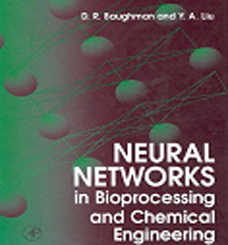 D. R. Baughman and Y. A. Liu
NEURAL
NETWORKS
in Bioprocessing
and Chemical
Engineering